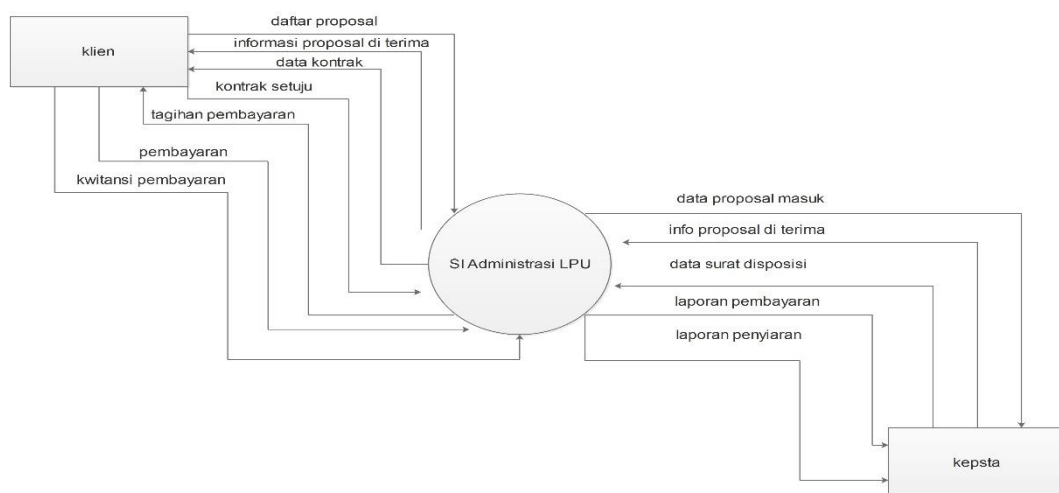 daftar proposal
informasi proposal di terima
klien
data kontrak
kontrak setuju
tagihan pembayaran
pembayaran
kwitansi pembayaran
data proposal masuk
info proposal di terima
SI Administrasi LPU
data surat disposisi
laporan pembayaran
laporan penyiaran
kepsta